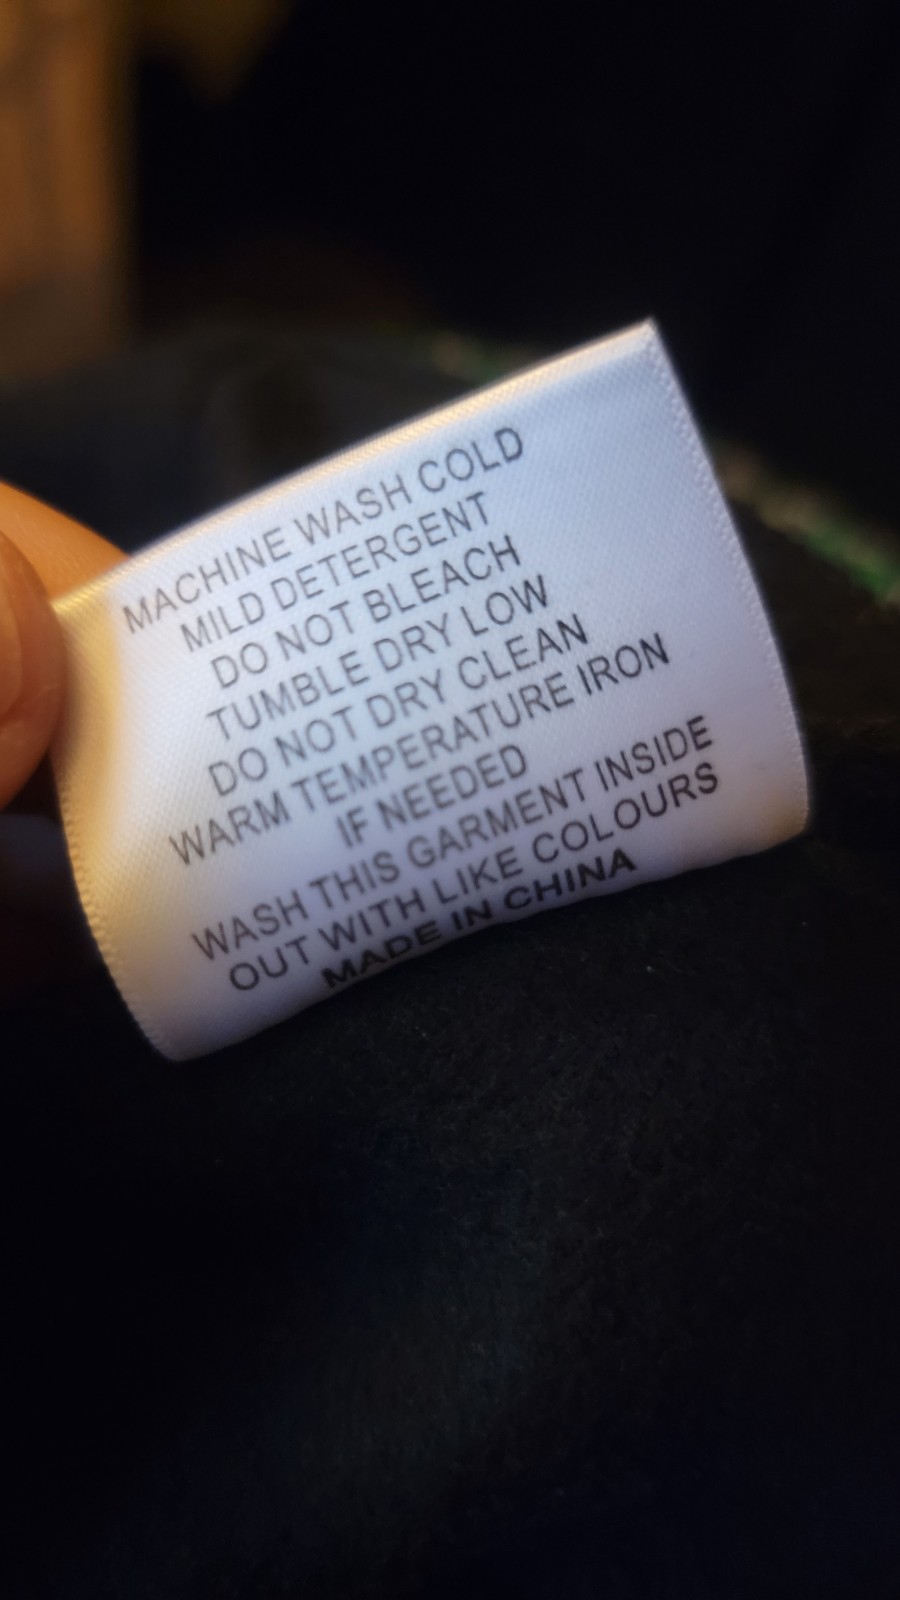 MACHINE WASH COLD
MILD DETERGENT
DO NOT BLEACH
TUMBLE DRY LOW
DO NOT DRY CLEAN
WARM TEMPERATURE IRON
IF NEEDED
WASH THIS GARMENT INSIDE
OUT WITH LIKE COLOURS
MADE IN CHINA